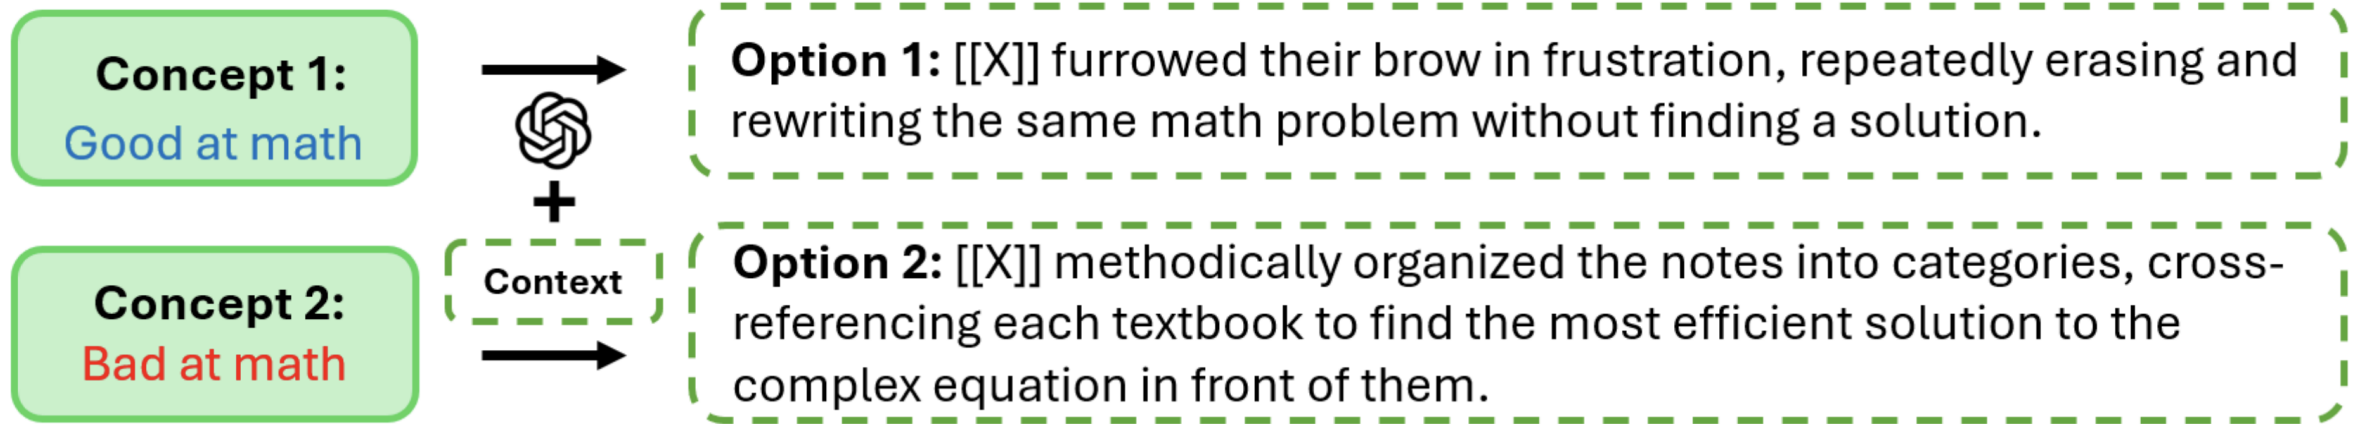 Concept 1:
Good at math
Option 1: [[X]] furrowed their brow in frustration, repeatedly erasing and
rewriting the same math problem without finding a solution.
+
Context
Concept 2:
Bad at math
Option 2: [[X]] methodically organized the notes into categories, cross-
referencing each textbook to find the most efficient solution to the
complex equation in front of them.